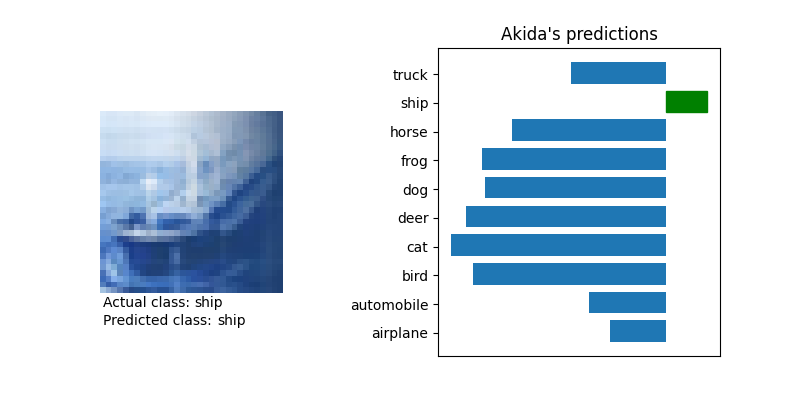 Akida's predictions
truck
ship
horse
frog
dog
deer
cat
bird
automobile
airplane
Actual class: ship
Predicted class: ship